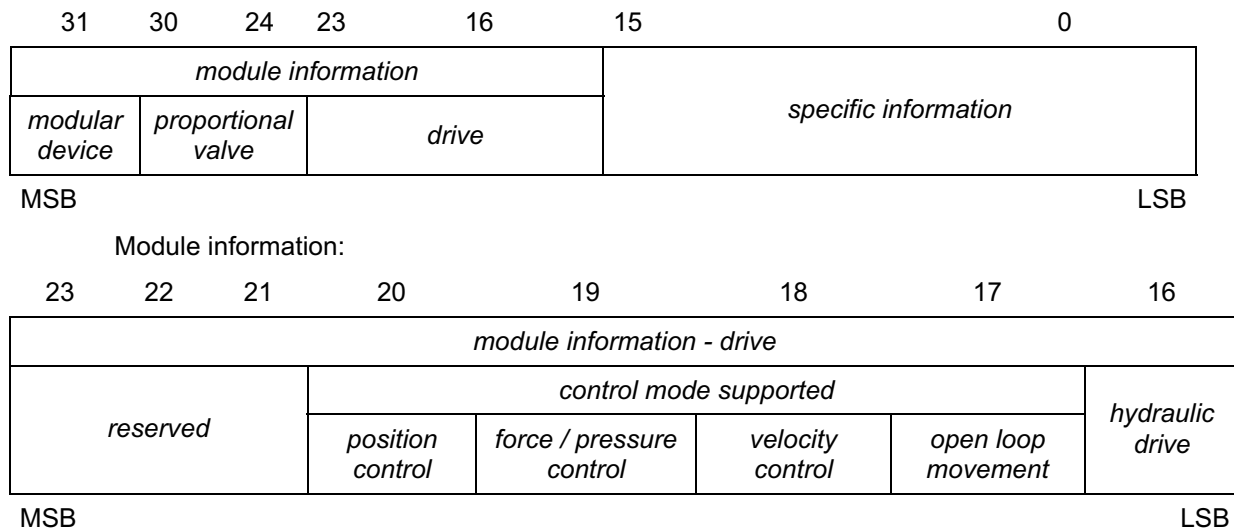 31 30 24 23 16 15 0
module information
specific information
modular device
proportional valve
drive
MSB LSB
Module information:
23 22 21 20 19 18 17 16
module information - drive
reserved
control mode supported
hydraulic drive
position control
force / pressure control
velocity control
open loop movement
MSB LSB